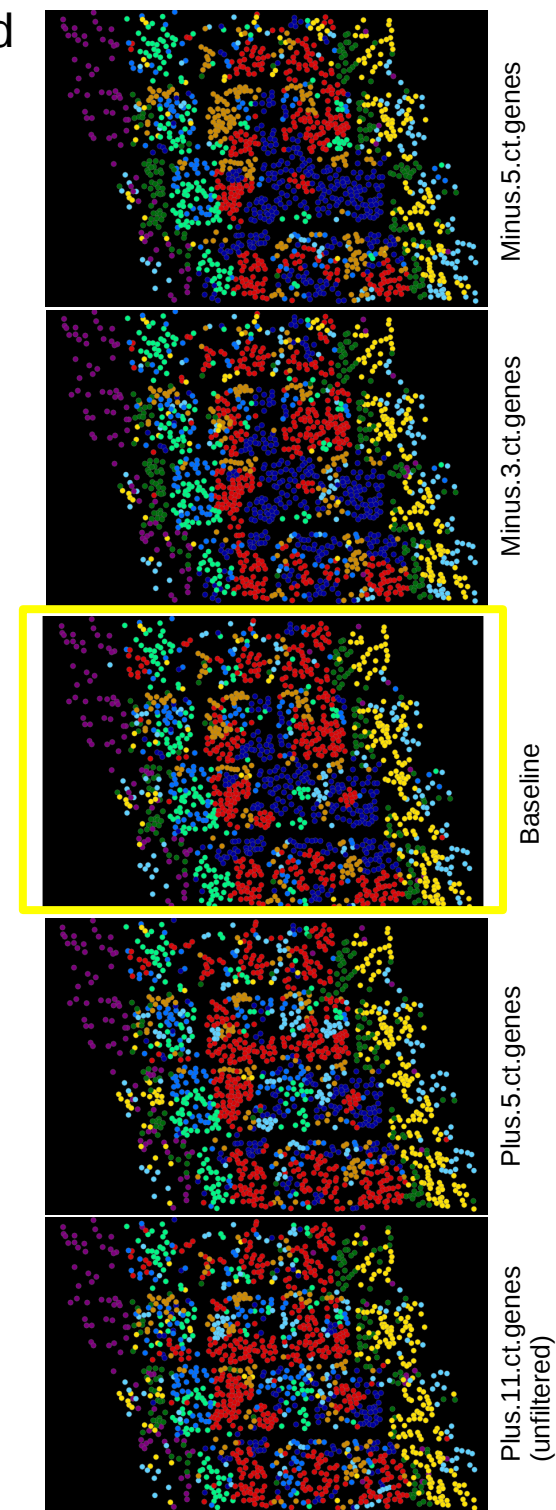 d
Minus.5.ct.genes
Minus.3.ct.genes
Baseline
Plus.5.ct.genes
Plus.11.ct.genes
(unfiltered)